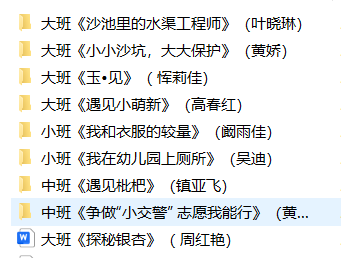 大班《沙池里的水渠工程师》（叶晓琳）
大班《小小沙坑，大大保护》（黄娇）
大班《玉•见》（ 恽莉佳）
大班《遇见小萌新》（高春红）
小班《我和衣服的较量》（阚雨佳）
小班《我在幼儿园上厕所》（吴迪）
中班《遇见枇杷》（镇亚飞）
中班《争做“小交警” 志愿我能行》（黄...
大班《探秘银杏》（ 周红艳）